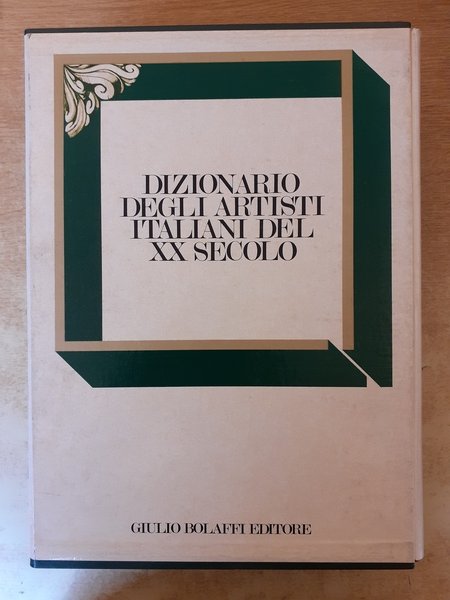 DIZIONARIO
DEGLI ARTISTI
ITALIANI DEL
XX SECOLO
GIULIO BOLAFFI EDITORE